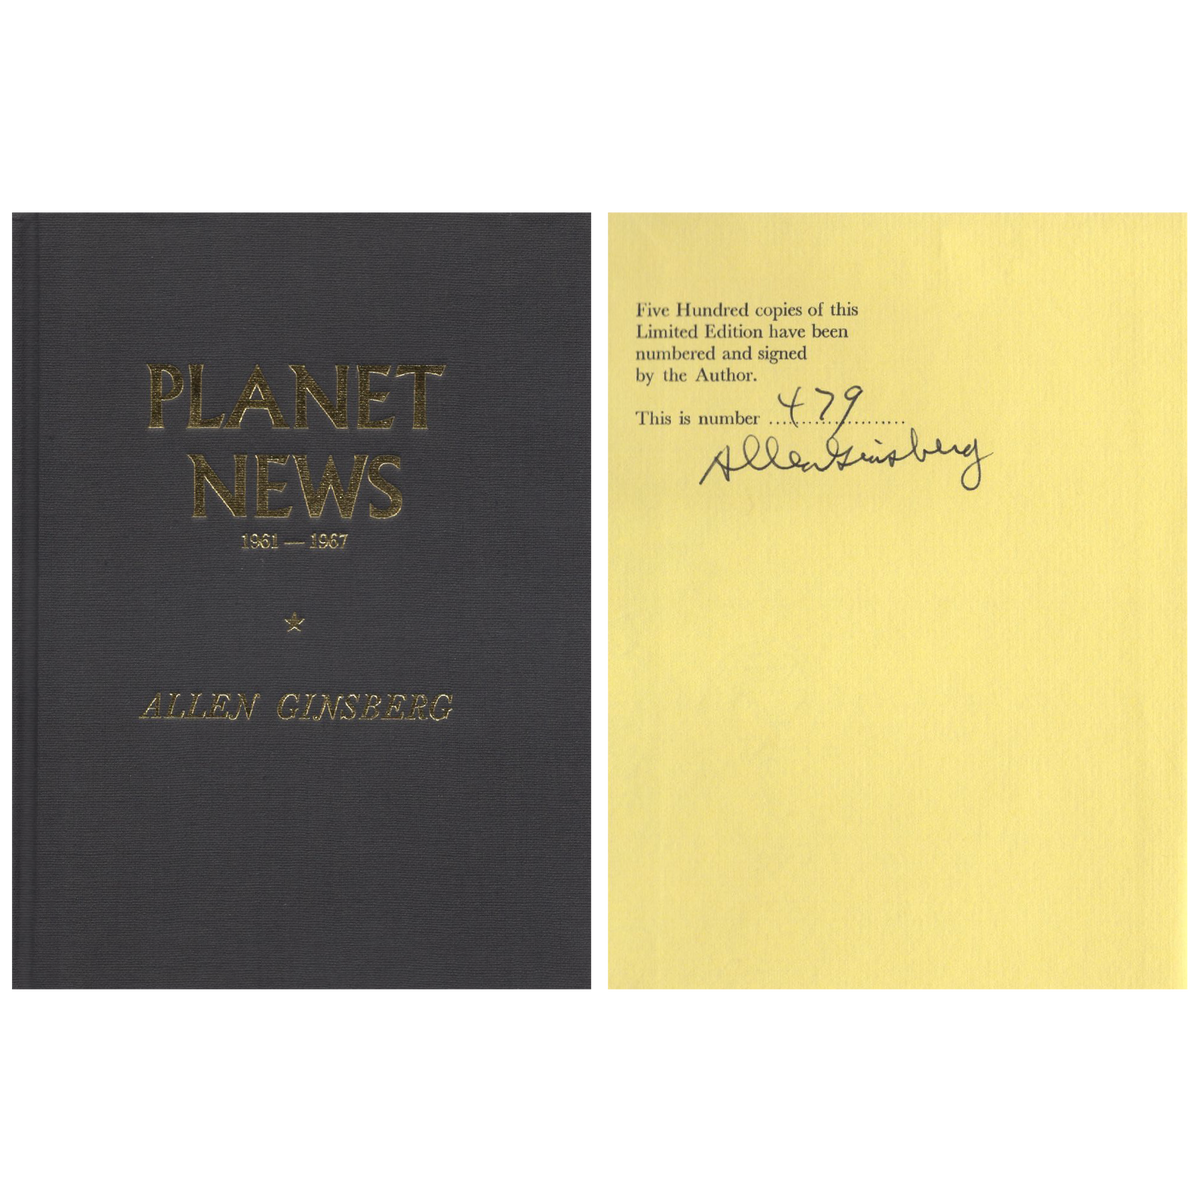 PLANET
NEWS
1961 — 1967
ALLEN GINSBERG
Five Hundred copies of this
Limited Edition have been
numbered and signed
by the Author.
This is number ....479....
Allen Ginsberg